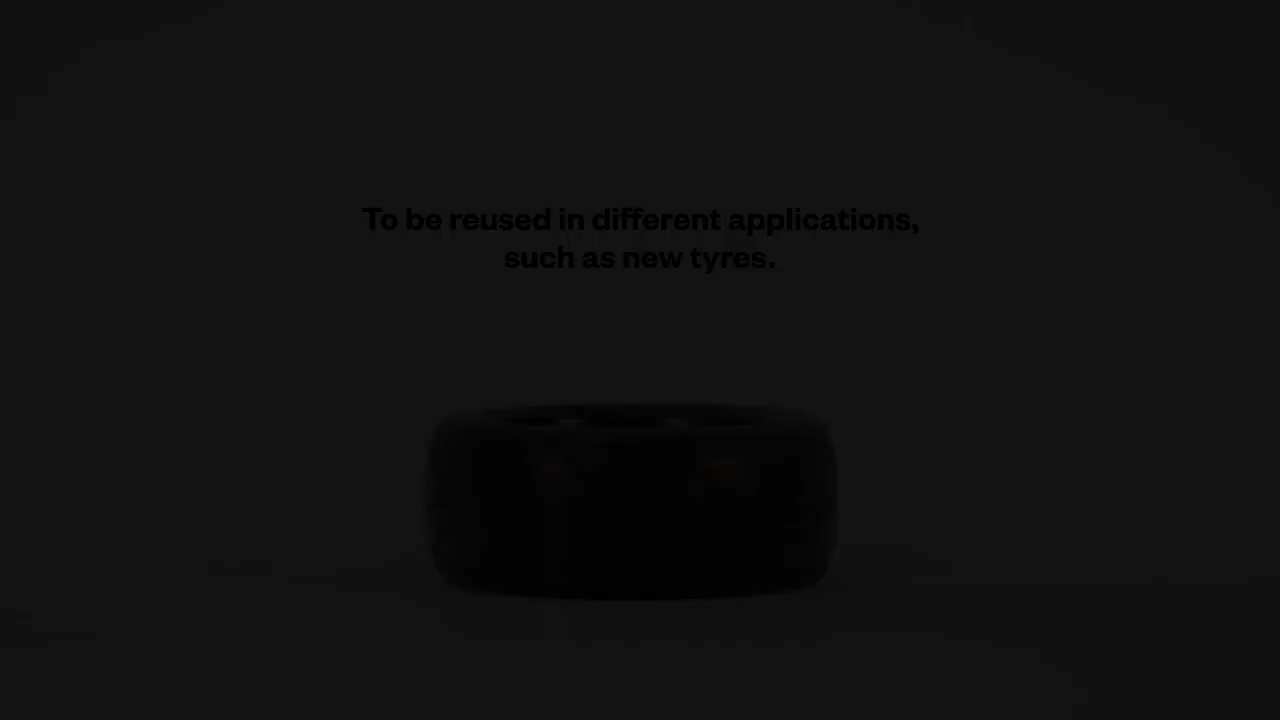 To be reused in different applications,
such as new tyres.